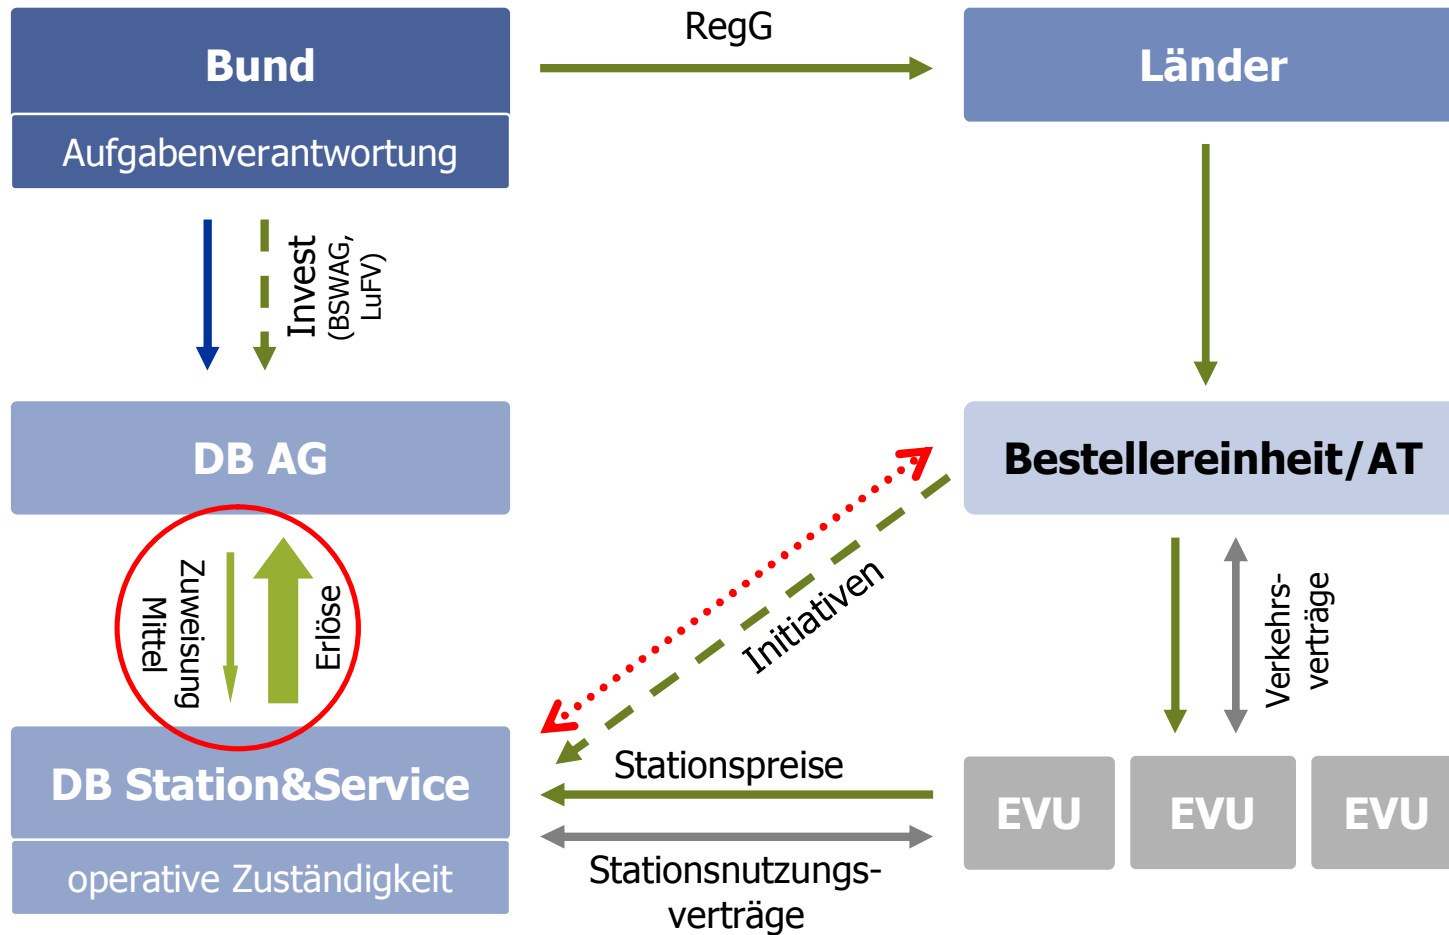 RegG
Bund
Länder
Aufgabenverantwortung
Invest
(BSWAG,
LuFV)
DB AG
Bestellereinheit/AT
Zuweisung
Mittel
Erlöse
Initiativen
Verkehrs-
verträge
DB Station&Service
operative Zuständigkeit
Stationspreise
Stationsnutzungs-
verträge
EVU
EVU
EVU